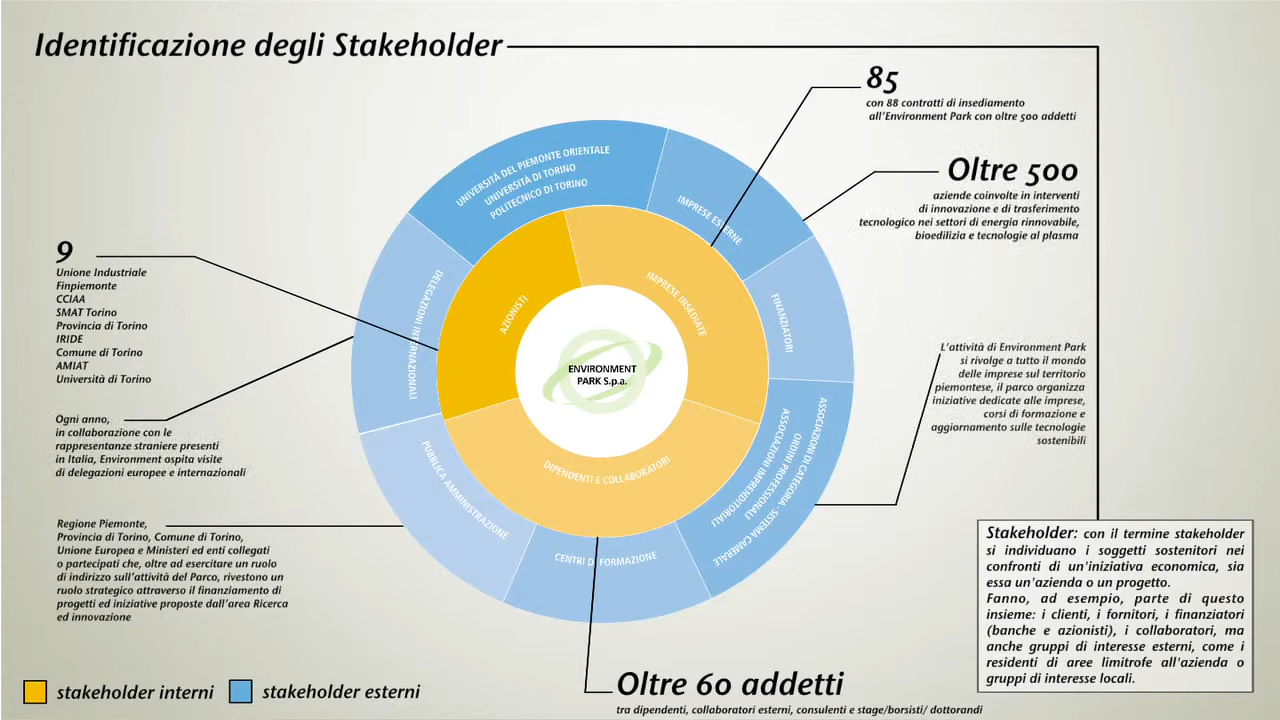 Identificazione degli Stakeholder
85
con 88 contratti di insediamento
all'Environment Park con oltre 500 addetti
Oltre 500
aziende coinvolte in interventi
di innovazione e di trasferimento
tecnologico nei settori di energia rinnovabile,
bioedilizia e tecnologie al plasma
UNIVERSITÀ DEL PIEMONTE ORIENTALE
UNIVERSITÀ DI TORINO
POLITECNICO DI TORINO
IMPRESE ESTERNE
FINANZIATORI
ASSOCIAZIONI DI CATEGORIA - SISTEMA CAMERALE
ORDINI PROFESSIONALI
ASSOCIAZIONI IMPRENDITORIALI
CENTRI DI FORMAZIONE
PUBBLICA AMMINISTRAZIONE
DELEGAZIONI INTERNAZIONALI
AZIONISTI
IMPRESE INSEDIATE
DIPENDENTI E COLLABORATORI
ENVIRONMENT
PARK S.p.a.
9
Unione Industriale
Finpiemonte
CCIAA
SMAT Torino
Provincia di Torino
IRIDE
Comune di Torino
AMIAT
Università di Torino
Ogni anno,
in collaborazione con le
rappresentanze straniere presenti
in Italia, Environment ospita visite
di delegazioni europee e internazionali
Regione Piemonte,
Provincia di Torino, Comune di Torino,
Unione Europea e Ministeri ed enti collegati
o partecipati che, oltre ad esercitare un ruolo
di indirizzo sull'attività del Parco, rivestono un
ruolo strategico attraverso il finanziamento di
progetti ed iniziative proposte dall'area Ricerca
ed innovazione
L'attività di Environment Park
si rivolge a tutto il mondo
delle imprese sul territorio
piemontese, il parco organizza
iniziative dedicate alle imprese,
corsi di formazione e
aggiornamento sulle tecnologie
sostenibili
Stakeholder: con il termine stakeholder
si individuano i soggetti sostenitori nei
confronti di un'iniziativa economica, sia
essa un'azienda o un progetto.
Fanno, ad esempio, parte di questo
insieme: i clienti, i fornitori, i finanziatori
(banche e azionisti), i collaboratori, ma
anche gruppi di interesse esterni, come i
residenti di aree limitrofe all'azienda o
gruppi di interesse locali.
stakeholder interni
stakeholder esterni
Oltre 60 addetti
tra dipendenti, collaboratori esterni, consulenti e stage/borsisti/ dottorandi